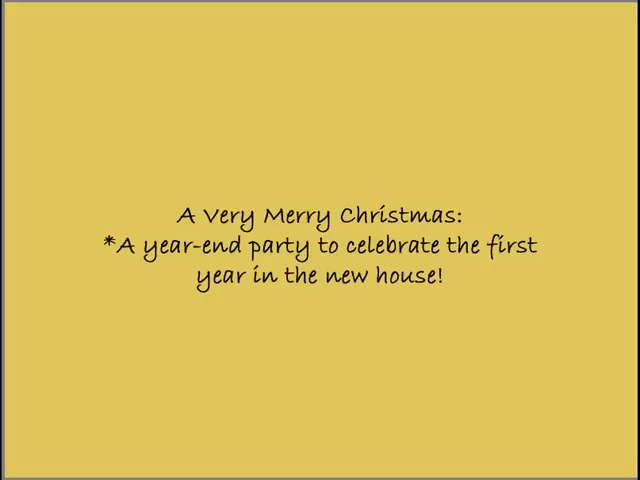 A Very Merry Christmas:
*A year-end party to celebrate the first
year in the new house!